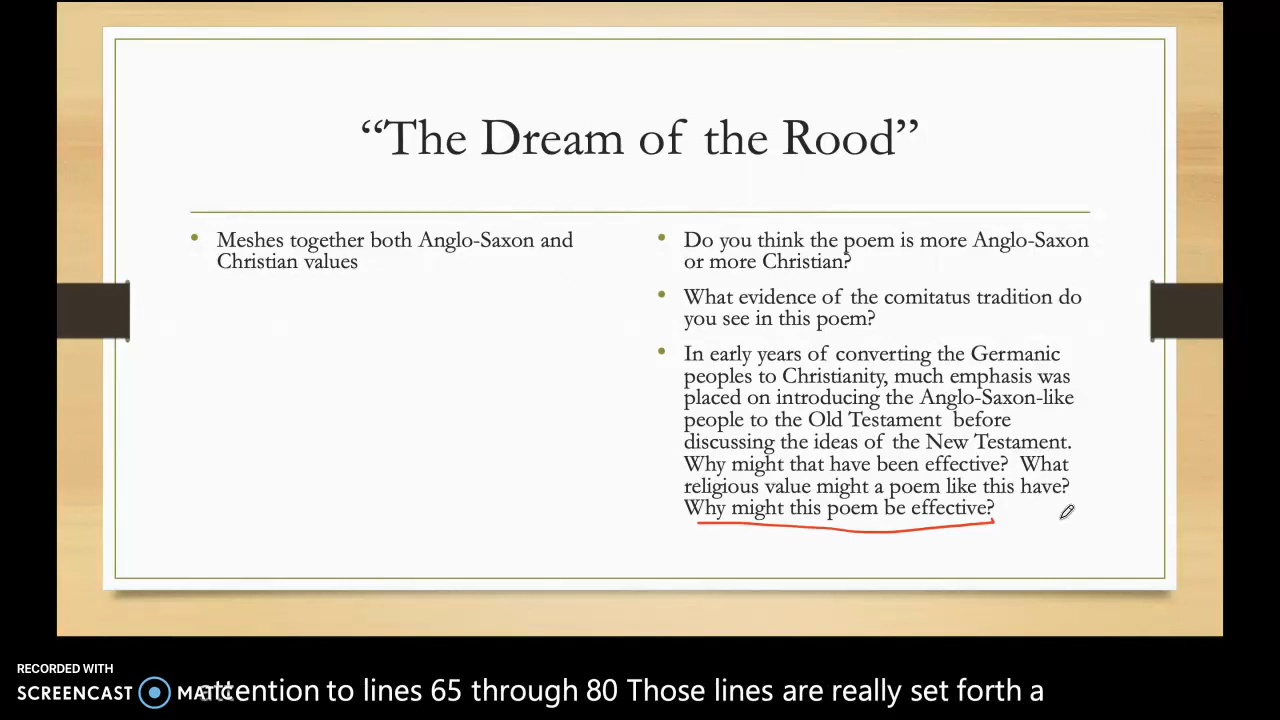 “The Dream of the Rood”
• Meshes together both Anglo-Saxon and
Christian values
• Do you think the poem is more Anglo-Saxon
or more Christian?
• What evidence of the comitatus tradition do
you see in this poem?
• In early years of converting the Germanic
peoples to Christianity, much emphasis was
placed on introducing the Anglo-Saxon-like
people to the Old Testament before
discussing the ideas of the New Testament.
Why might that have been effective? What
religious value might a poem like this have?
Why might this poem be effective?
RECORDED WITH
SCREENCAST MATIC
attention to lines 65 through 80 Those lines are really set forth a